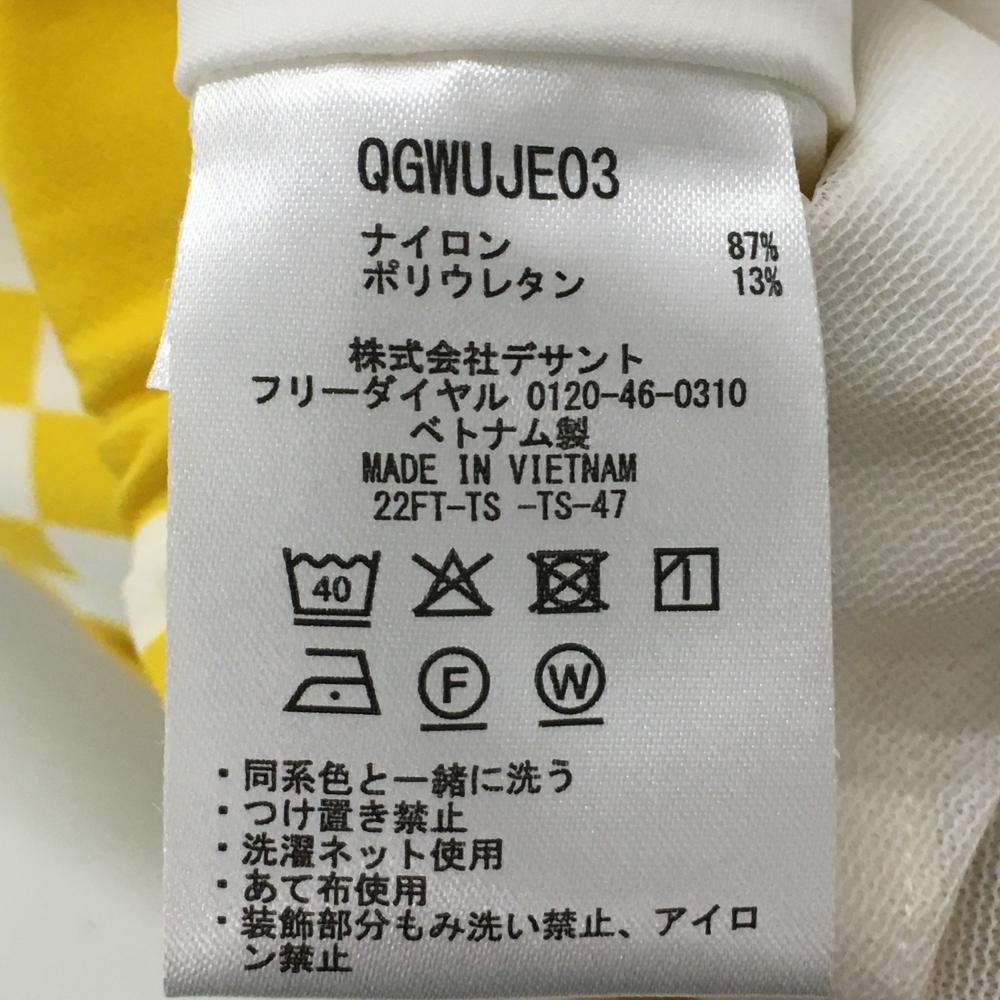 QGWUJE03
ナイロン 87%
ポリウレタン 13%
株式会社デサント
フリーダイヤル 0120-46-0310
ベトナム製
MADE IN VIETNAM
22FT-TS -TS-47
40
F W
・同系色と一緒に洗う
・つけ置き禁止
・洗濯ネット使用
・あて布使用
・装飾部分もみ洗い禁止、アイロ
ン禁止